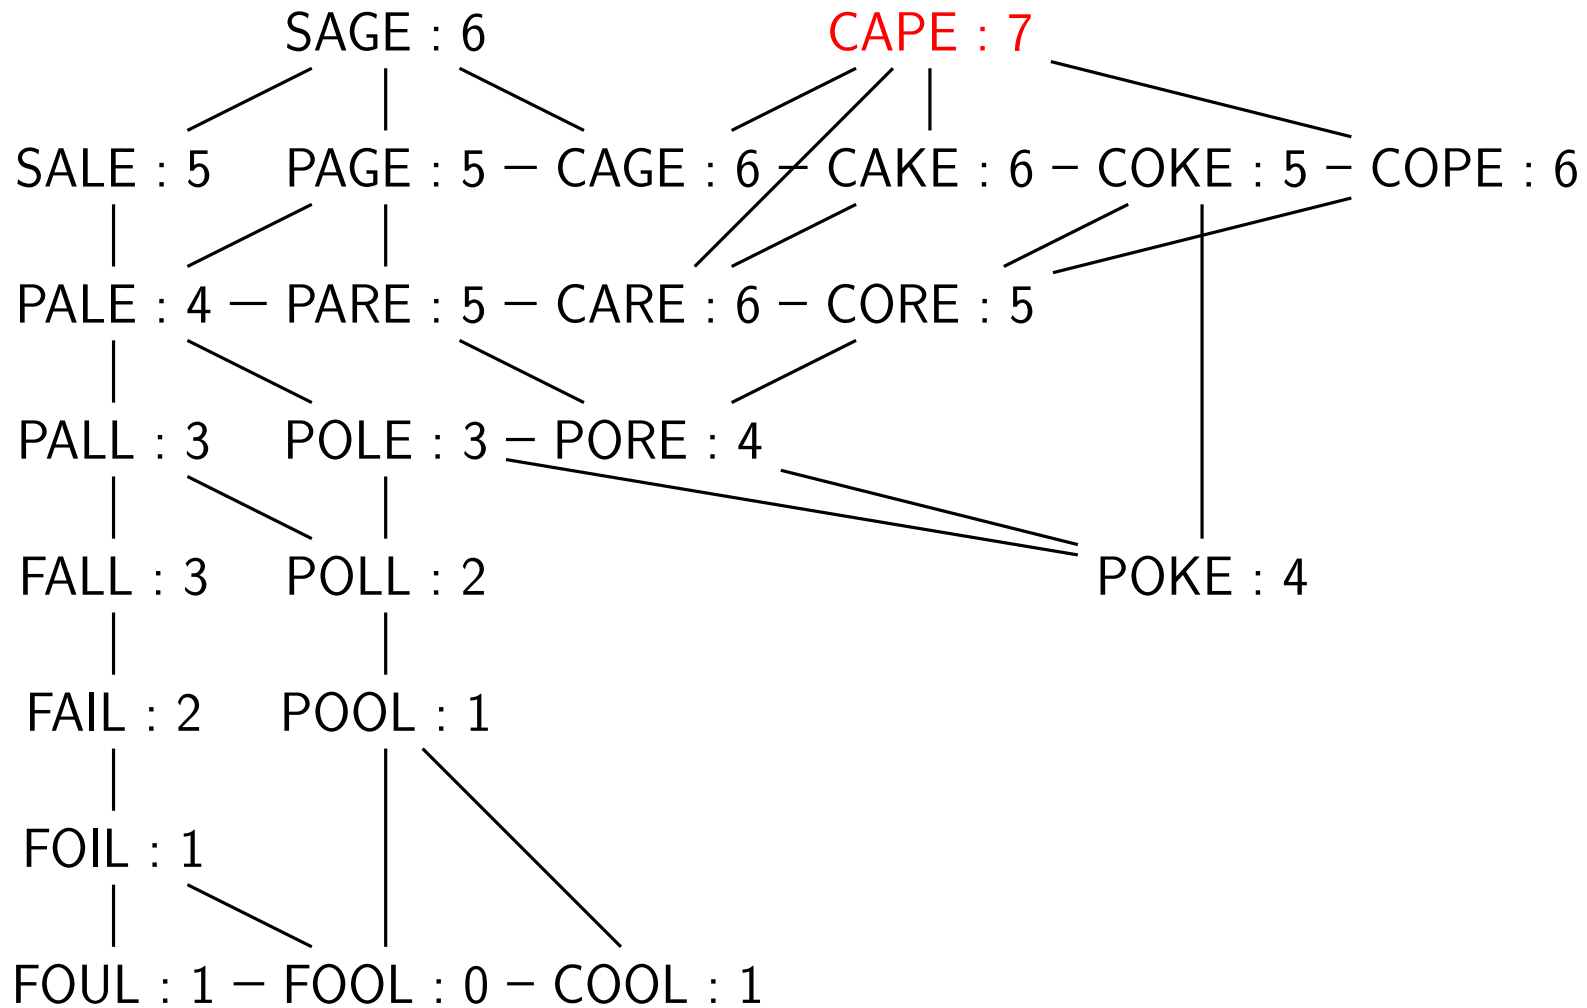 SAGE : 6 CAPE : 7
SALE : 5 PAGE : 5 CAGE : 6 CAKE : 6 COKE : 5 COPE : 6
PALE : 4 PARE : 5 CARE : 6 CORE : 5
PALL : 3 POLE : 3 PORE : 4
FALL : 3 POLL : 2 POKE : 4
FAIL : 2 POOL : 1
FOIL : 1
FOUL : 1 FOOL : 0 COOL : 1